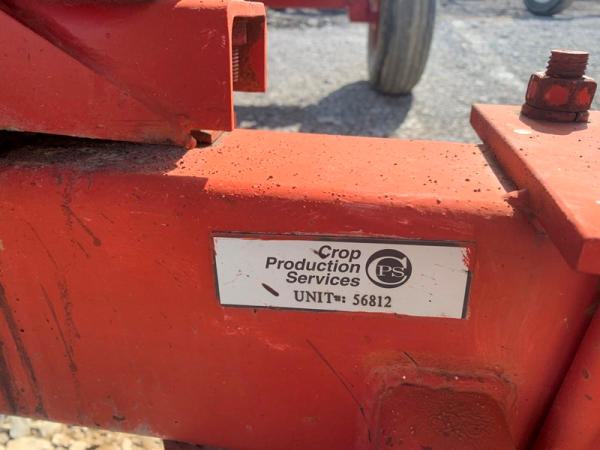 Crop
Production
Services
CPS
UNIT#: 56812